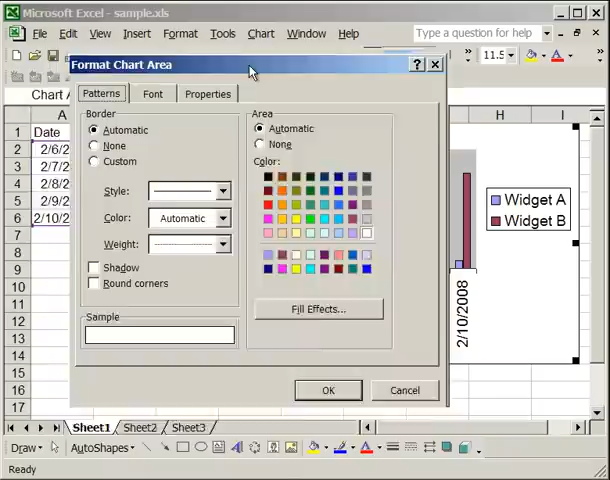 Microsoft Excel - sample.xls
File Edit View Insert Format Tools Chart Window Type a question for help
11.5
Format Chart Area
Chart A
Patterns Font Properties
A H I
1 Date
2 2/6/2
3 2/7/2
4 2/8/2
5 2/9/2
6 2/10/2
7
8
9
10
11
12
13
14
15
16
17
Border
Automatic
None
Custom
Style:
Color: Automatic
Weight:
Shadow
Round corners
Sample
Area
Automatic
None
Color:
Fill Effects...
OK Cancel
Widget A
Widget B
2/10/2008
Sheet1 Sheet2 Sheet3
Draw AutoShapes A A
Ready